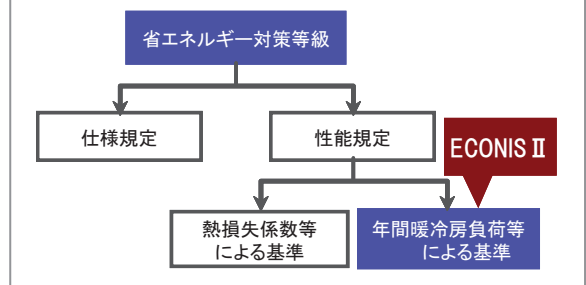 省エネルギー対策等級
仕様規定
性能規定
ECONIS Ⅱ
熱損失係数等
による基準
年間暖冷房負荷等
による基準